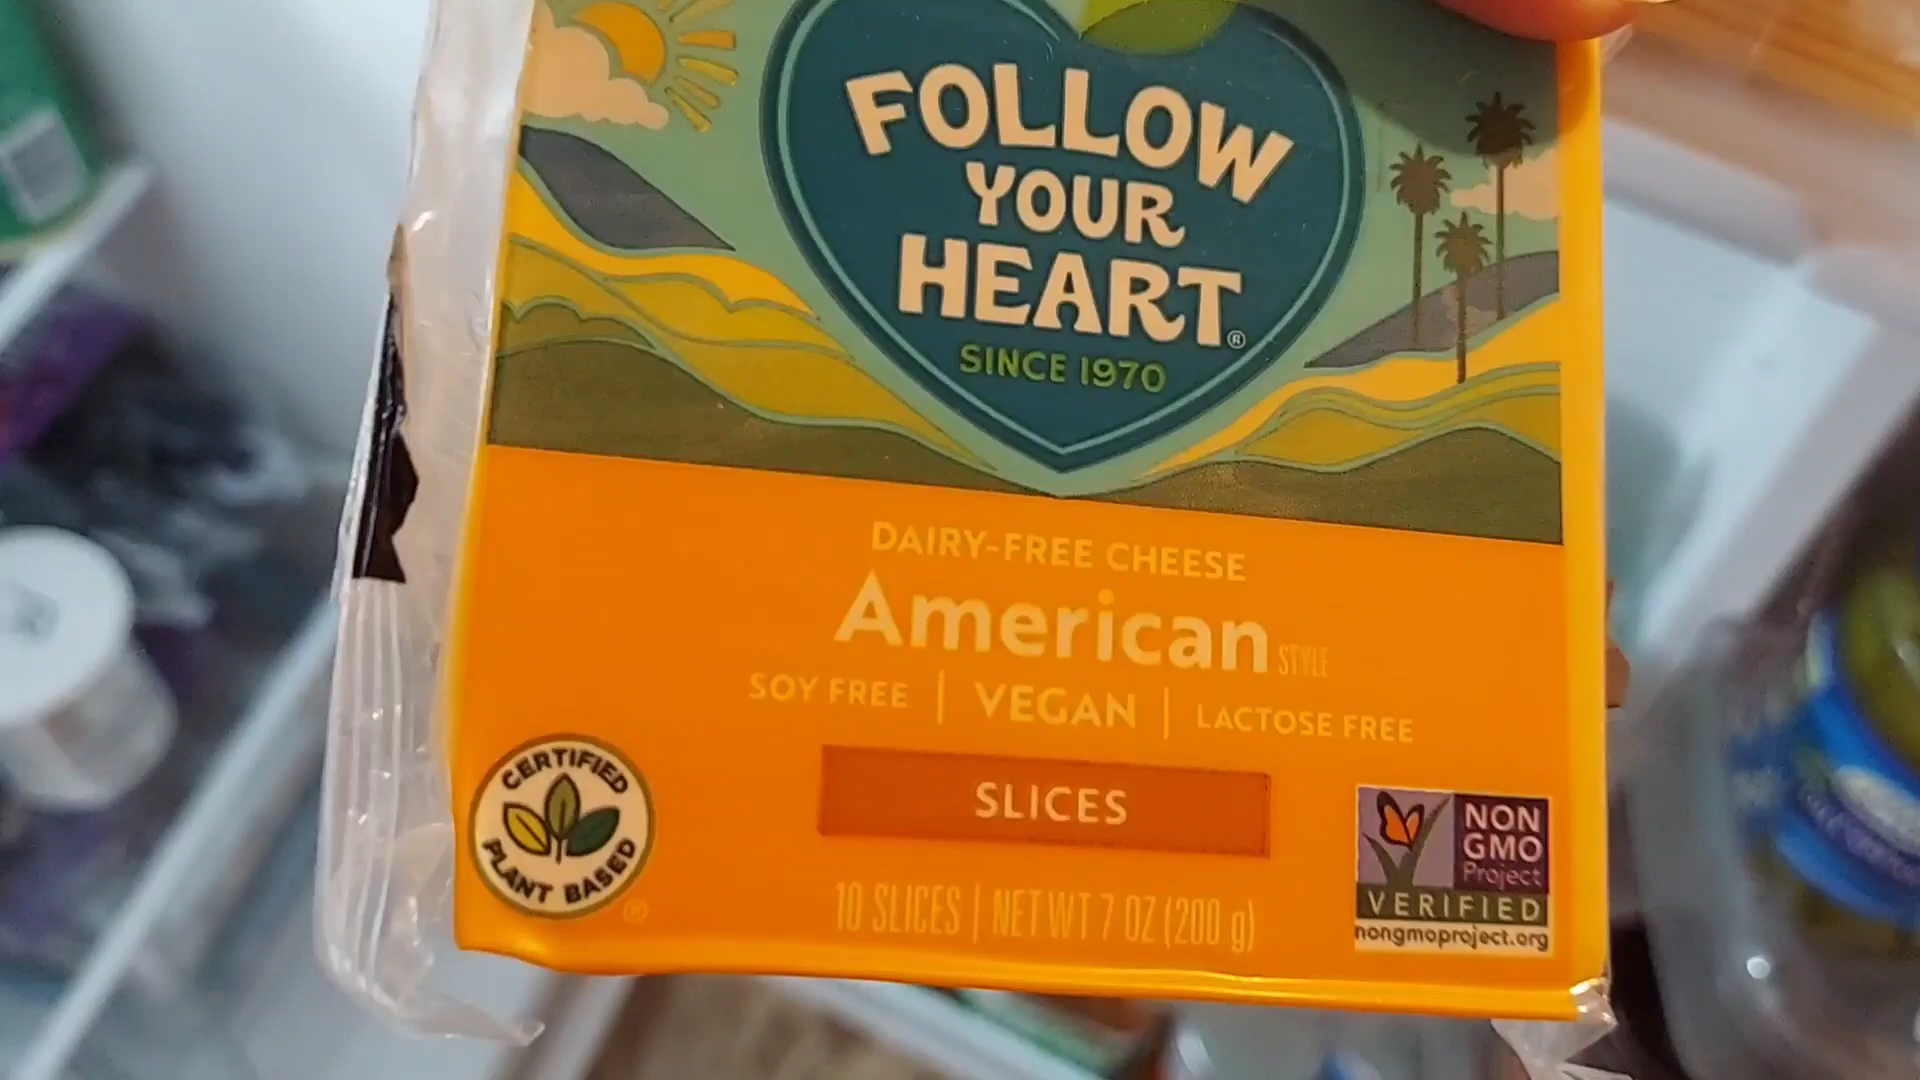 FOLLOW
YOUR
HEART®
SINCE 1970
DAIRY-FREE CHEESE
American STYLE
SOY FREE | VEGAN | LACTOSE FREE
SLICES
CERTIFIED
PLANT BASED
®
10 SLICES | NET WT 7 OZ (200 g)
NON
GMO
Project
VERIFIED
nongmoproject.org